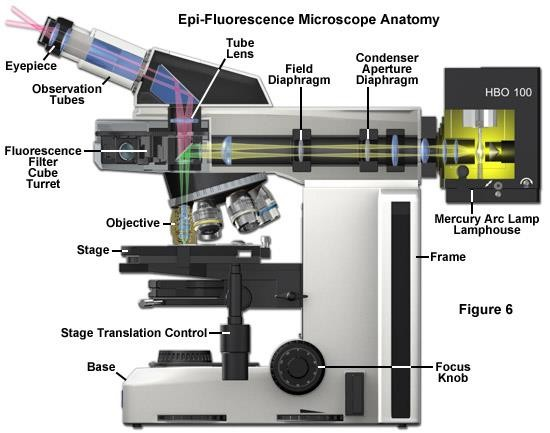 Epi-Fluorescence Microscope Anatomy
Eyepiece
Observation
Tubes
Tube
Lens
Field
Diaphragm
Condenser
Aperture
Diaphragm
HBO 100
Fluorescence
Filter
Cube
Turret
Mercury Arc Lamp
Lamphouse
Objective
Stage
Frame
Figure 6
Stage Translation Control
Base
Focus
Knob